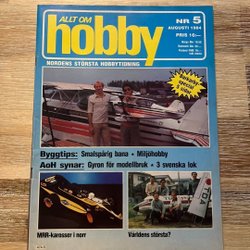 ALLT OM
hobby
NR 5
AUGUSTI 1984
PRIS 16:-
NORDENS STÖRSTA HOBBYTIDNING
Byggtips: Smalspårig bana • Miljöhobby
AoH synar: Gyron för modellbruk • 3 svenska lok
MRR-karosser i norr
Världens största?